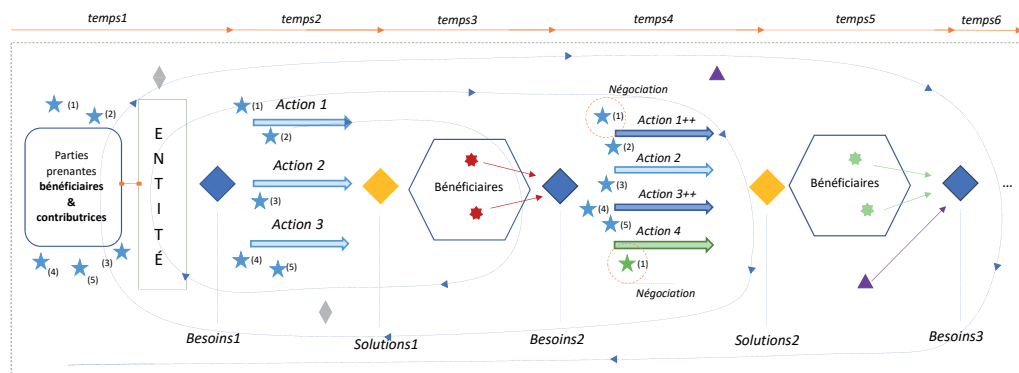 temps1
temps2
temps3
temps4
temps5
temps6
(1)
(2)
Parties
prenantes
bénéficiaires
&
contributrices
(3)
(4)
(5)
E
N
T
I
T
É
Action 1
(1)
(2)
Action 2
(3)
Action 3
(4)
(5)
Bénéficiaires
Négociation
(1)
Action 1++
(2)
Action 2
(3)
Action 3++
(4)
(5)
Action 4
(1)
Négociation
Bénéficiaires
...
Besoins1
Solutions1
Besoins2
Solutions2
Besoins3